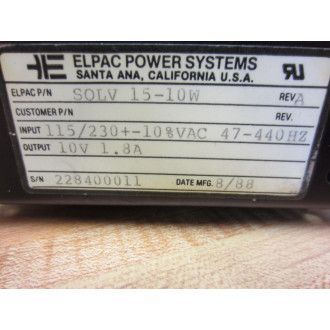 ELPAC POWER SYSTEMS
SANTA ANA, CALIFORNIA U.S.A.
ELPAC P/N SOLV 15-10W REV. A
CUSTOMER P/N REV.
INPUT 115/230+-10%VAC 47-440HZ
OUTPUT 10V 1.8A
S/N 228400011 DATE MFG. 8/88